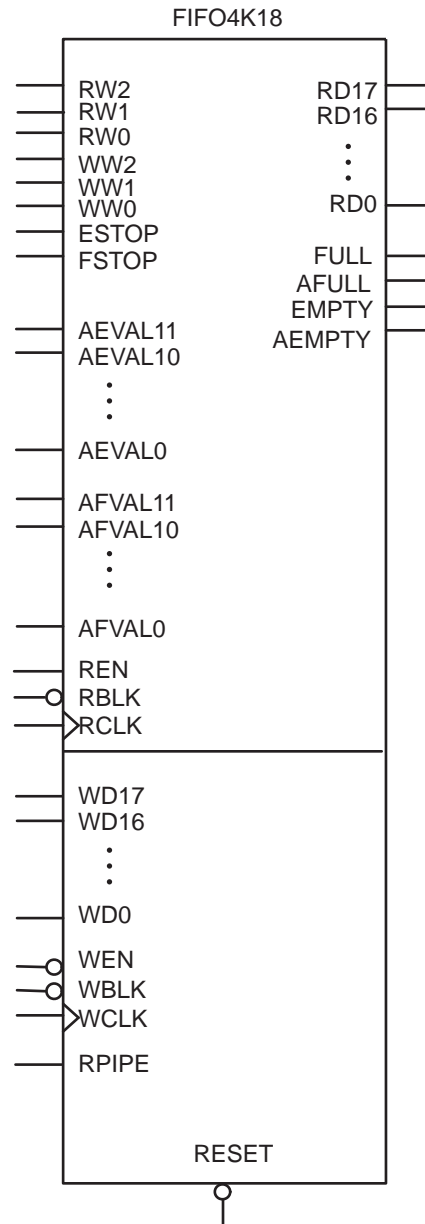 FIFO4K18
RW2
RW1
RW0
WW2
WW1
WW0
ESTOP
FSTOP
AEVAL11
AEVAL10
AEVAL0
AFVAL11
AFVAL10
AFVAL0
REN
RBLK
RCLK
RD17
RD16
RD0
FULL
AFULL
EMPTY
AEMPTY
WD17
WD16
WD0
WEN
WBLK
WCLK
RPIPE
RESET